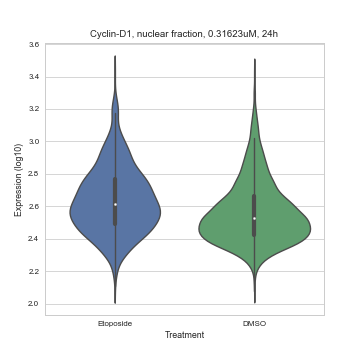 Cyclin-D1, nuclear fraction, 0.31623uM, 24h
3.6
3.4
3.2
3.0
2.8
2.6
2.4
2.2
2.0
Expression (log10)
Etoposide
DMSO
Treatment